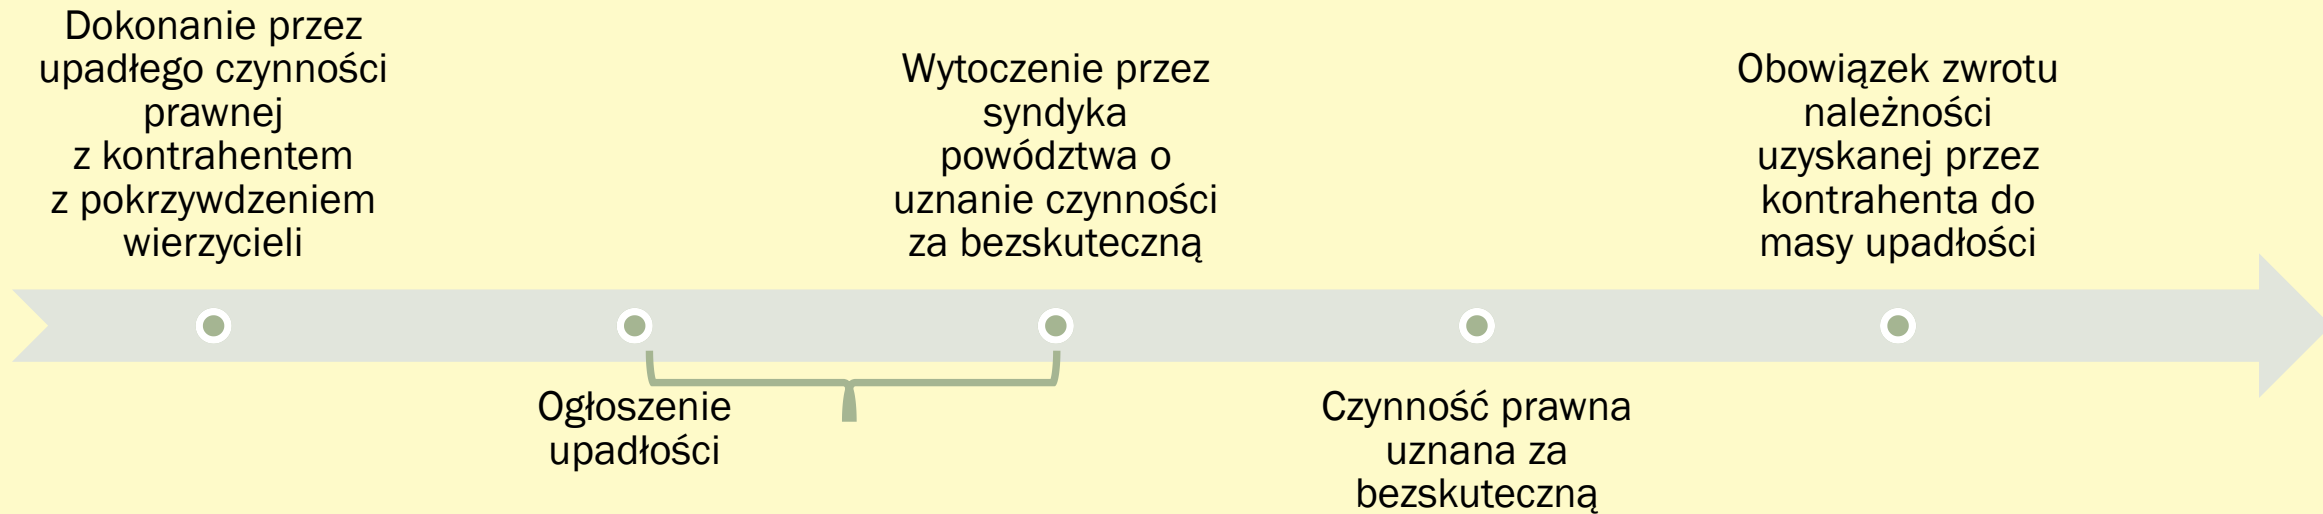 Dokonanie przez
upadłego czynności
prawnej
z kontrahentem
z pokrzywdzeniem
wierzycieli
Ogłoszenie
upadłości
Wytoczenie przez
syndyka
powództwa o
uznanie czynności
za bezskuteczną
Czynność prawna
uznana za
bezskuteczną
Obowiązek zwrotu
należności
uzyskanej przez
kontrahenta do
masy upadłości